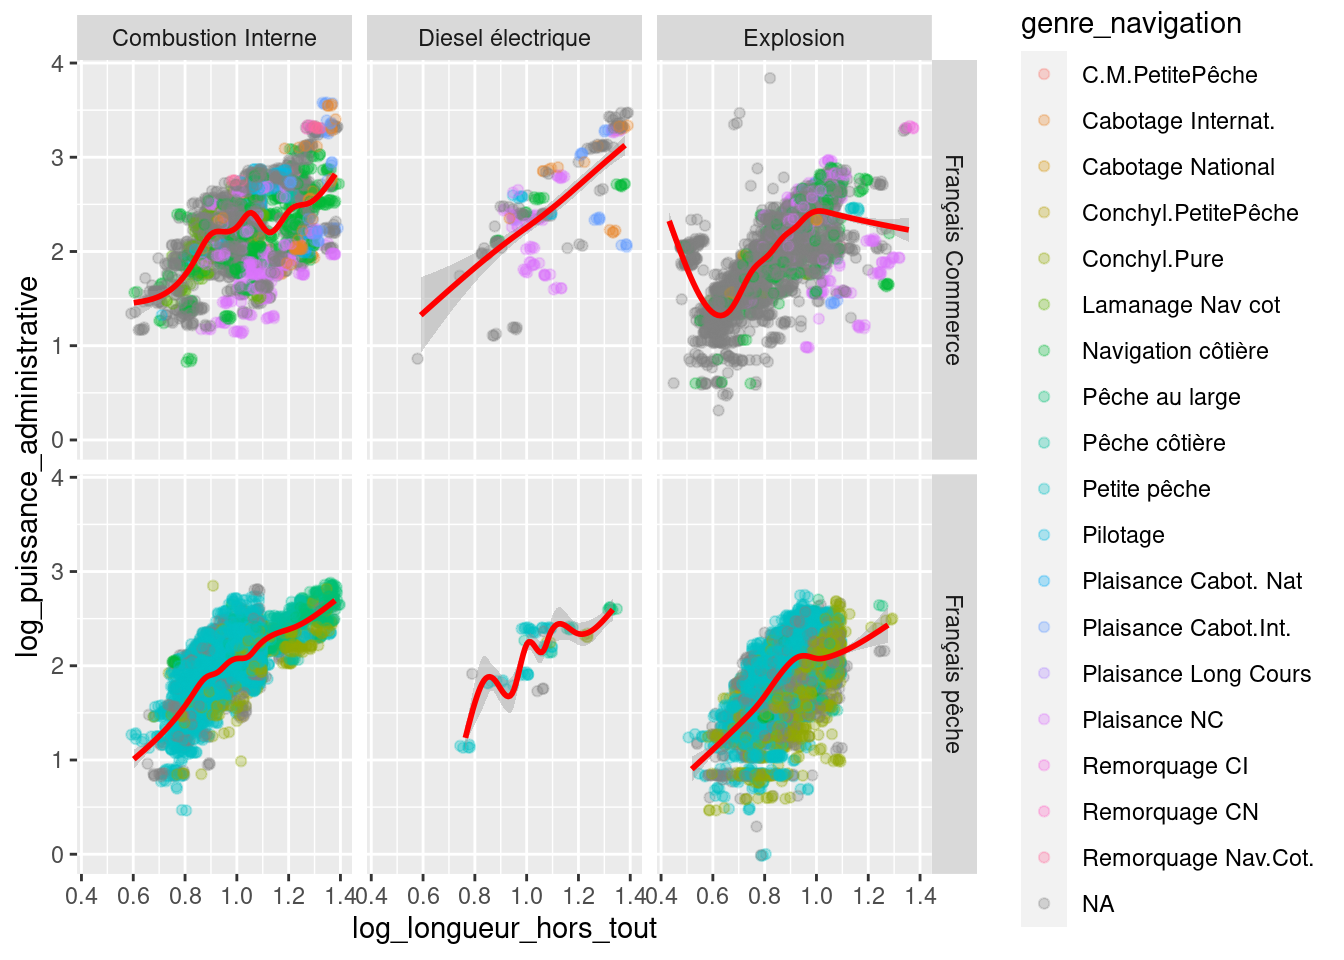 Combustion Interne
Diesel électrique
Explosion
4
3
2
1
0
Français Commerce
4
3
2
1
0
Français pêche
0.4 0.6 0.8 1.0 1.2 1.4
0.4 0.6 0.8 1.0 1.2 1.4
0.4 0.6 0.8 1.0 1.2 1.4
log_longueur_hors_tout
log_puissance_administrative
genre_navigation
C.M.PetitePêche
Cabotage Internat.
Cabotage National
Conchyl.PetitePêche
Conchyl.Pure
Lamanage Nav cot
Navigation côtière
Pêche au large
Pêche côtière
Petite pêche
Pilotage
Plaisance Cabot. Nat
Plaisance Cabot.Int.
Plaisance Long Cours
Plaisance NC
Remorquage CI
Remorquage CN
Remorquage Nav.Cot.
NA